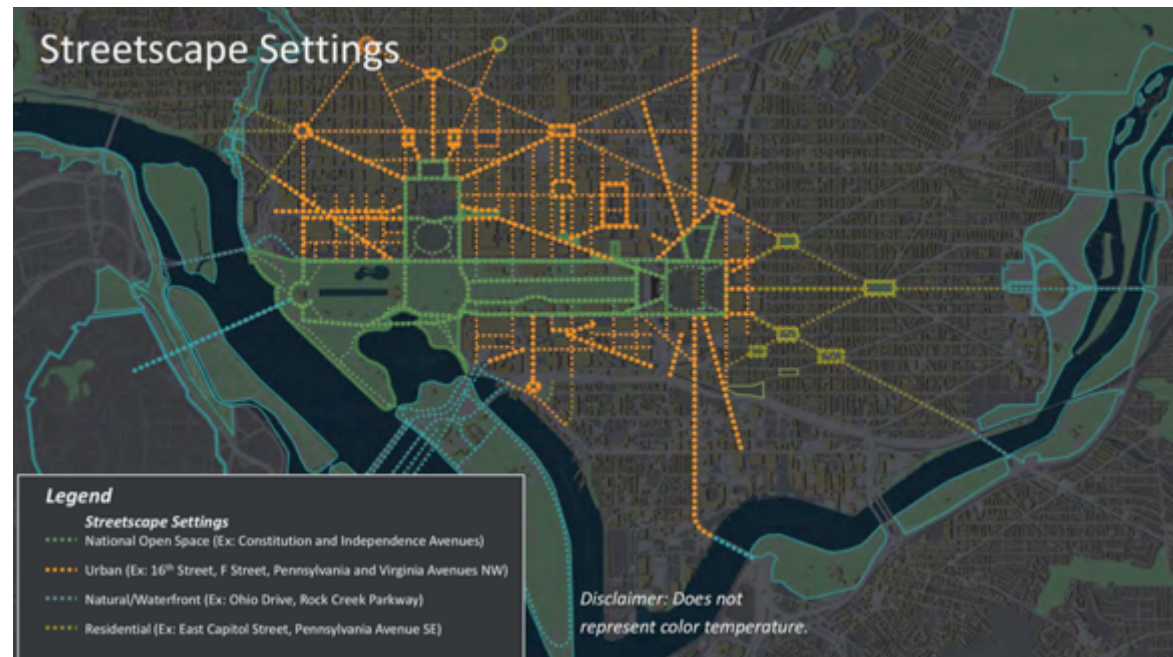 Streetscape Settings
Legend
Streetscape Settings
National Open Space (Ex: Constitution and Independence Avenues)
Urban (Ex: 16th Street, F Street, Pennsylvania and Virginia Avenues NW)
Natural/Waterfront (Ex: Ohio Drive, Rock Creek Parkway)
Residential (Ex: East Capitol Street, Pennsylvania Avenue SE)
Disclaimer: Does not
represent color temperature.